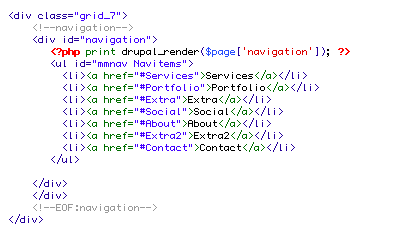 <div class="grid_7">
<!--navigation-->
<div id="navigation">
<?php print drupal_render($page['navigation']); ?>
<ul id="mmnav Navitems">
<li><a href="#Services">Services</a></li>
<li><a href="#Portfolio">Portfolio</a></li>
<li><a href="#Extra">Extra</a></li>
<li><a href="#Social">Social</a></li>
<li><a href="#About">About</a></li>
<li><a href="#Extra2">Extra2</a></li>
<li><a href="#Contact">Contact</a></li>
</ul>
</div>
</div>
<!--EOF:navigation-->
</div>